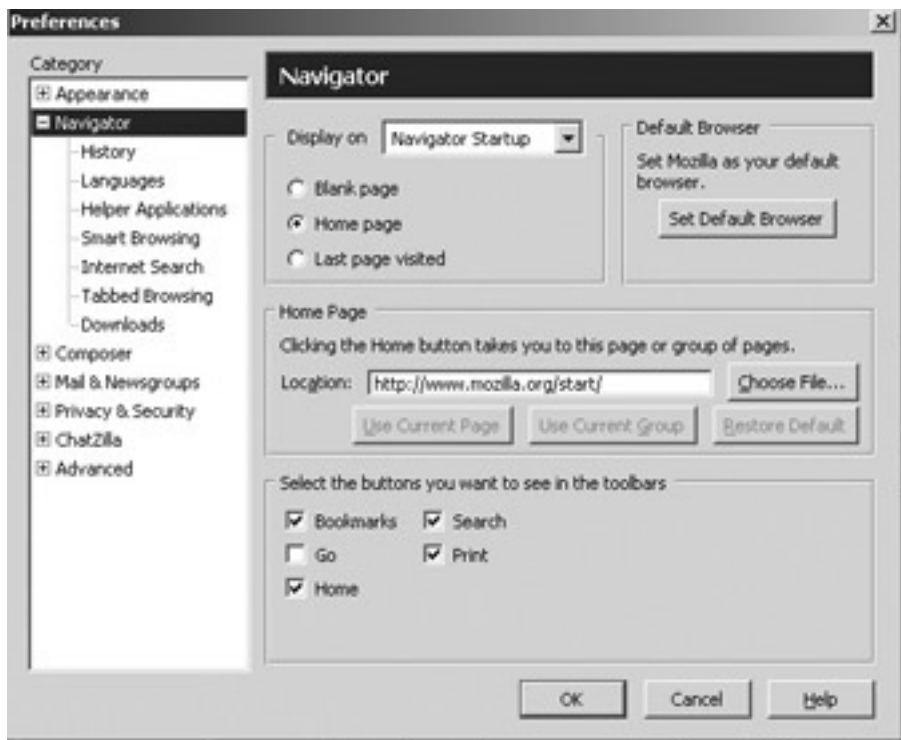 Preferences
Category
Appearance
Navigator
History
Languages
Helper Applications
Smart Browsing
Internet Search
Tabbed Browsing
Downloads
Composer
Mail & Newsgroups
Privacy & Security
ChatZilla
Advanced
Navigator
Display on Navigator Startup
Blank page
Home page
Last page visited
Default Browser
Set Mozilla as your default
browser.
Set Default Browser
Home Page
Clicking the Home button takes you to this page or group of pages.
Location: http://www.mozilla.org/start/ Choose File...
Use Current Page Use Current Group Restore Default
Select the buttons you want to see in the toolbars
Bookmarks Search
Go Print
Home
OK Cancel Help